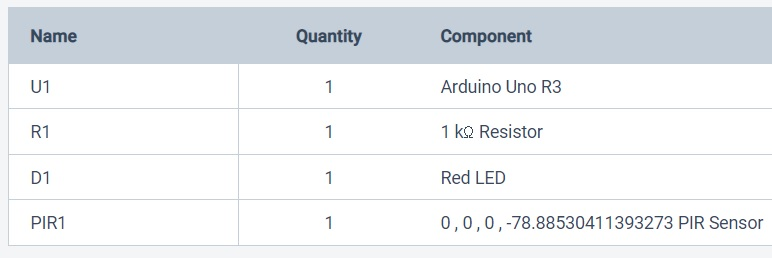 Name Quantity Component
U1 1 Arduino Uno R3
R1 1 1 kΩ Resistor
D1 1 Red LED
PIR1 1 0 , 0 , 0 , -78.88530411393273 PIR Sensor